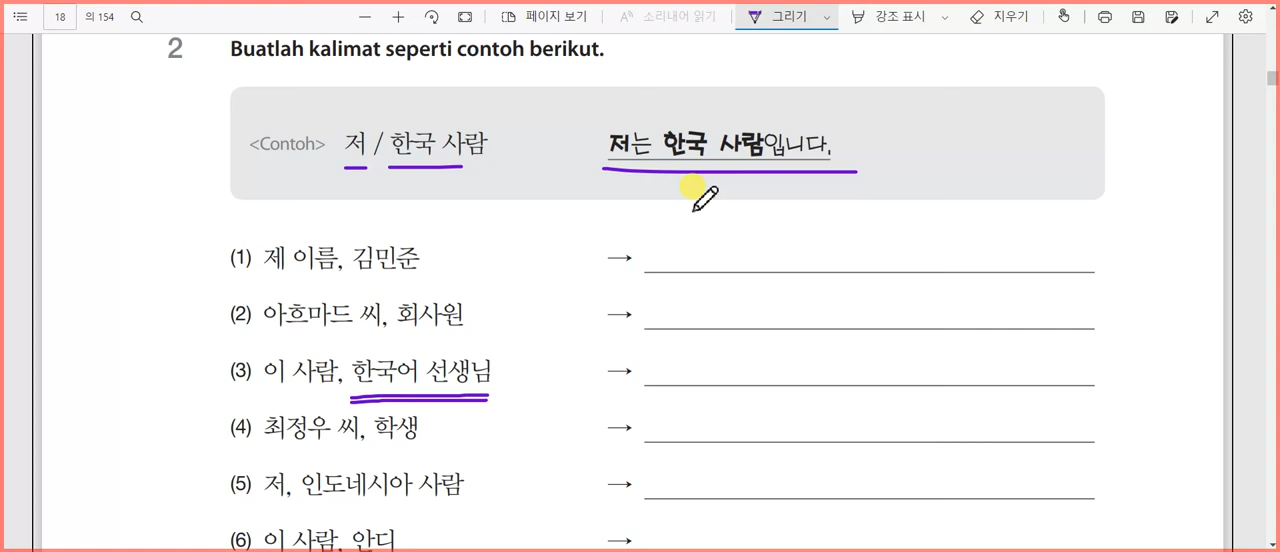 18 의 154 페이지 보기 소리내어 읽기 그리기 강조 표시 지우기
2 Buatlah kalimat seperti contoh berikut.
<Contoh> 저 / 한국 사람 저는 한국 사람입니다.
(1) 제 이름, 김민준 →
(2) 아흐마드 씨, 회사원 →
(3) 이 사람, 한국어 선생님 →
(4) 최정우 씨, 학생 →
(5) 저, 인도네시아 사람 →
(6) 이 사람, 안디 →